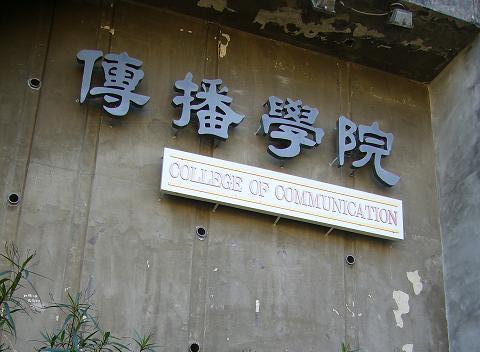 傳播學院
COLLEGE OF COMMUNICATION